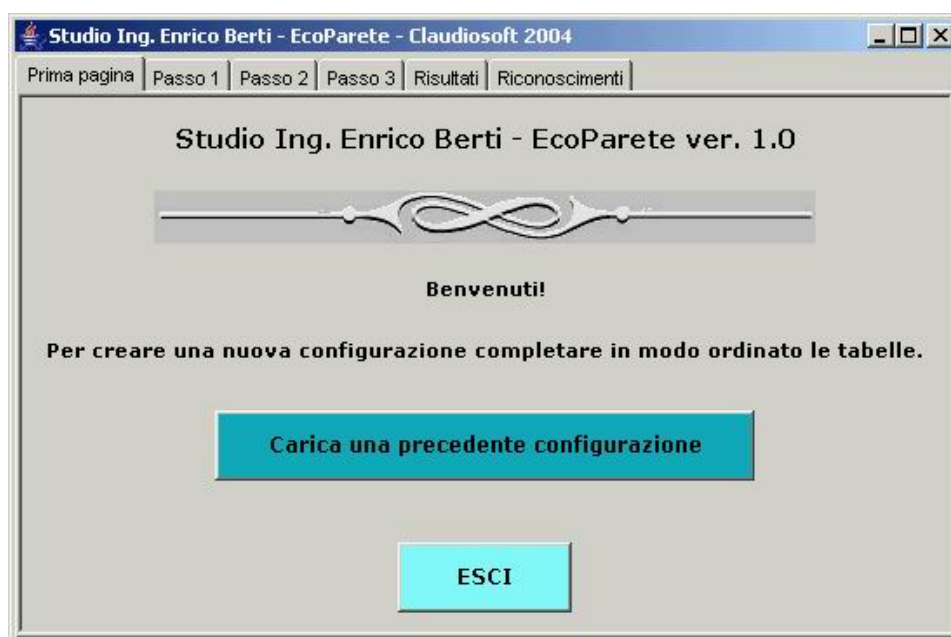 Studio Ing. Enrico Berti - EcoParete - Claudiosoft 2004
Prima pagina Passo 1 Passo 2 Passo 3 Risultati Riconoscimenti
Studio Ing. Enrico Berti - EcoParete ver. 1.0
Benvenuti!
Per creare una nuova configurazione completare in modo ordinato le tabelle.
Carica una precedente configurazione
ESCI